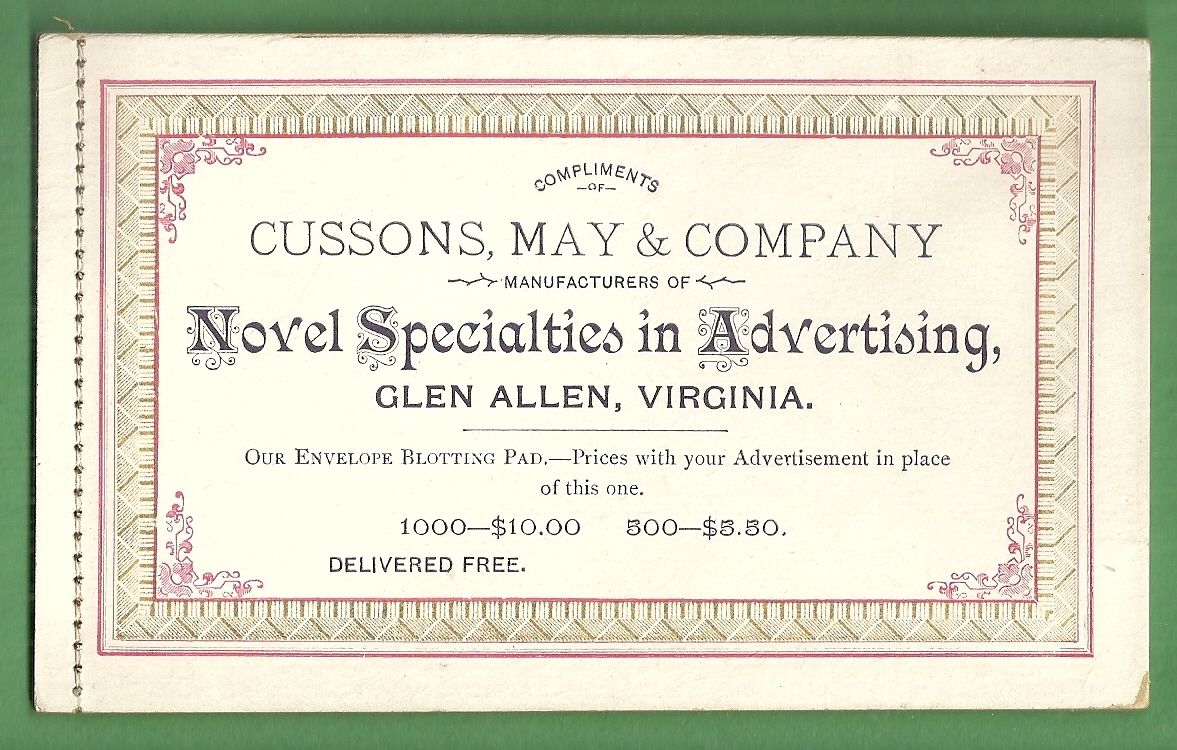 COMPLIMENTS
—OF—
CUSSONS, MAY & COMPANY
MANUFACTURERS OF
Novel Specialties in Advertising,
GLEN ALLEN, VIRGINIA.
OUR ENVELOPE BLOTTING PAD.—Prices with your Advertisement in place
of this one.
1000—$10.00 500—$5.50.
DELIVERED FREE.